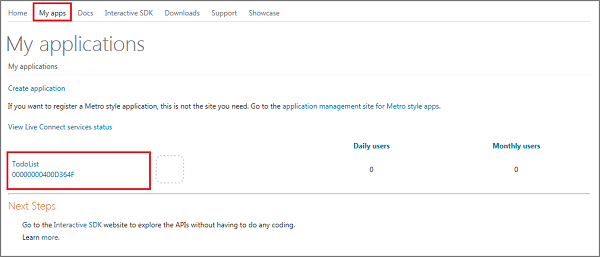 Home My apps Docs Interactive SDK Downloads Support Showcase
My applications
My applications
Create application
If you want to register a Metro style application, this is not the site you need. Go to the application management site for Metro style apps.
View Live Connect services status
Daily users Monthly users
TodoList
00000000400D364F
0 0
Next Steps
Go to the Interactive SDK website to explore the APIs without having to do any coding.
Learn more.